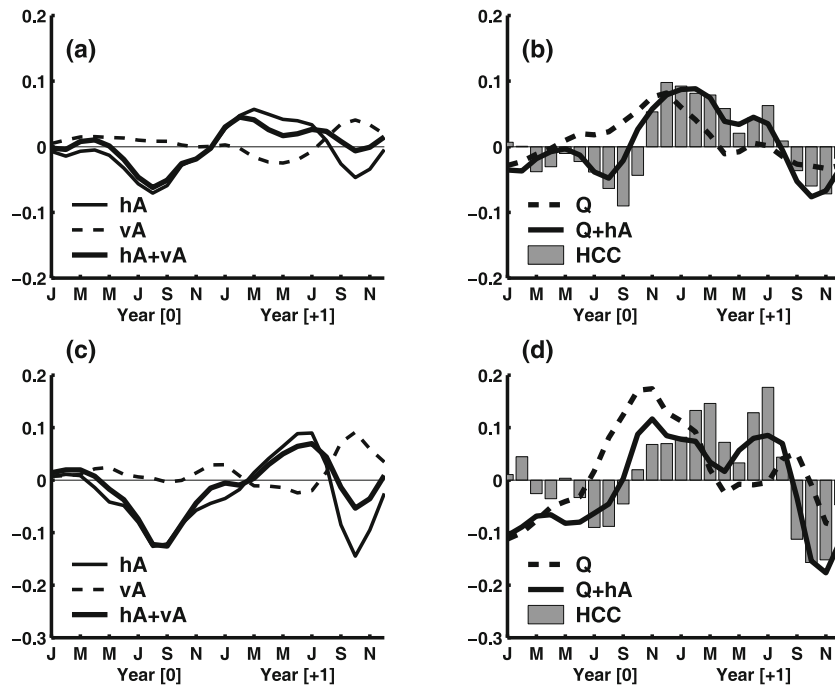 (a)
0.2
0.1
0
−0.1
−0.2
hA
vA
hA+vA
J M M J S N J M M J S N
Year [0] Year [+1]
(b)
0.2
0.1
0
−0.1
−0.2
Q
Q+hA
HCC
J M M J S N J M M J S N
Year [0] Year [+1]
(c)
0.2
0.1
0
−0.1
−0.2
−0.3
hA
vA
hA+vA
J M M J S N J M M J S N
Year [0] Year [+1]
(d)
0.2
0.1
0
−0.1
−0.2
−0.3
Q
Q+hA
HCC
J M M J S N J M M J S N
Year [0] Year [+1]